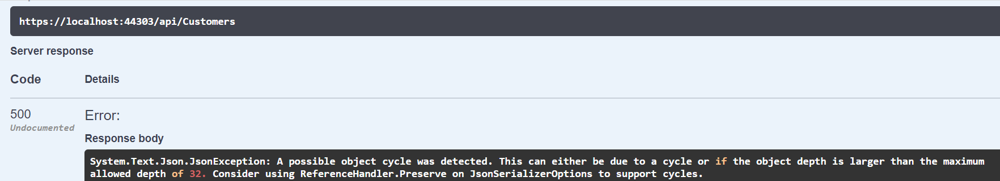 https://localhost:44303/api/Customers
Server response
Code Details
500 Error:
Undocumented
Response body
System.Text.Json.JsonException: A possible object cycle was detected. This can either be due to a cycle or if the object depth is larger than the maximum
allowed depth of 32. Consider using ReferenceHandler.Preserve on JsonSerializerOptions to support cycles.